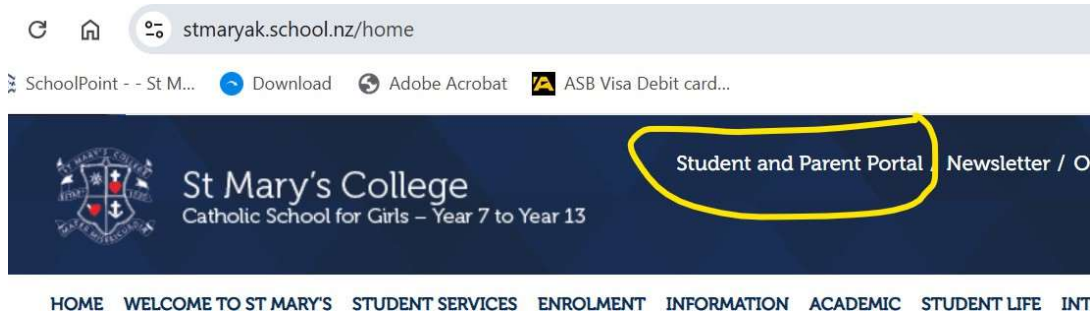 stmaryak.school.nz/home
SchoolPoint - - St M... Download Adobe Acrobat ASB Visa Debit card...
Student and Parent Portal / Newsletter / O
St Mary's College
Catholic School for Girls – Year 7 to Year 13
HOME WELCOME TO ST MARY'S STUDENT SERVICES ENROLMENT INFORMATION ACADEMIC STUDENT LIFE INT